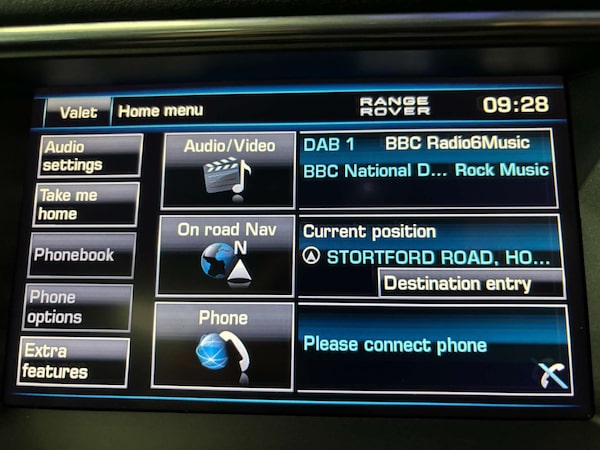 Valet
Home menu
RANGE
ROVER
09:28
Audio
settings
Take me
home
Phonebook
Phone
options
Extra
features
Audio/Video
On road Nav
N
Phone
DAB 1 BBC Radio6Music
BBC National D... Rock Music
Current position
STORTFORD ROAD, HO...
Destination entry
Please connect phone